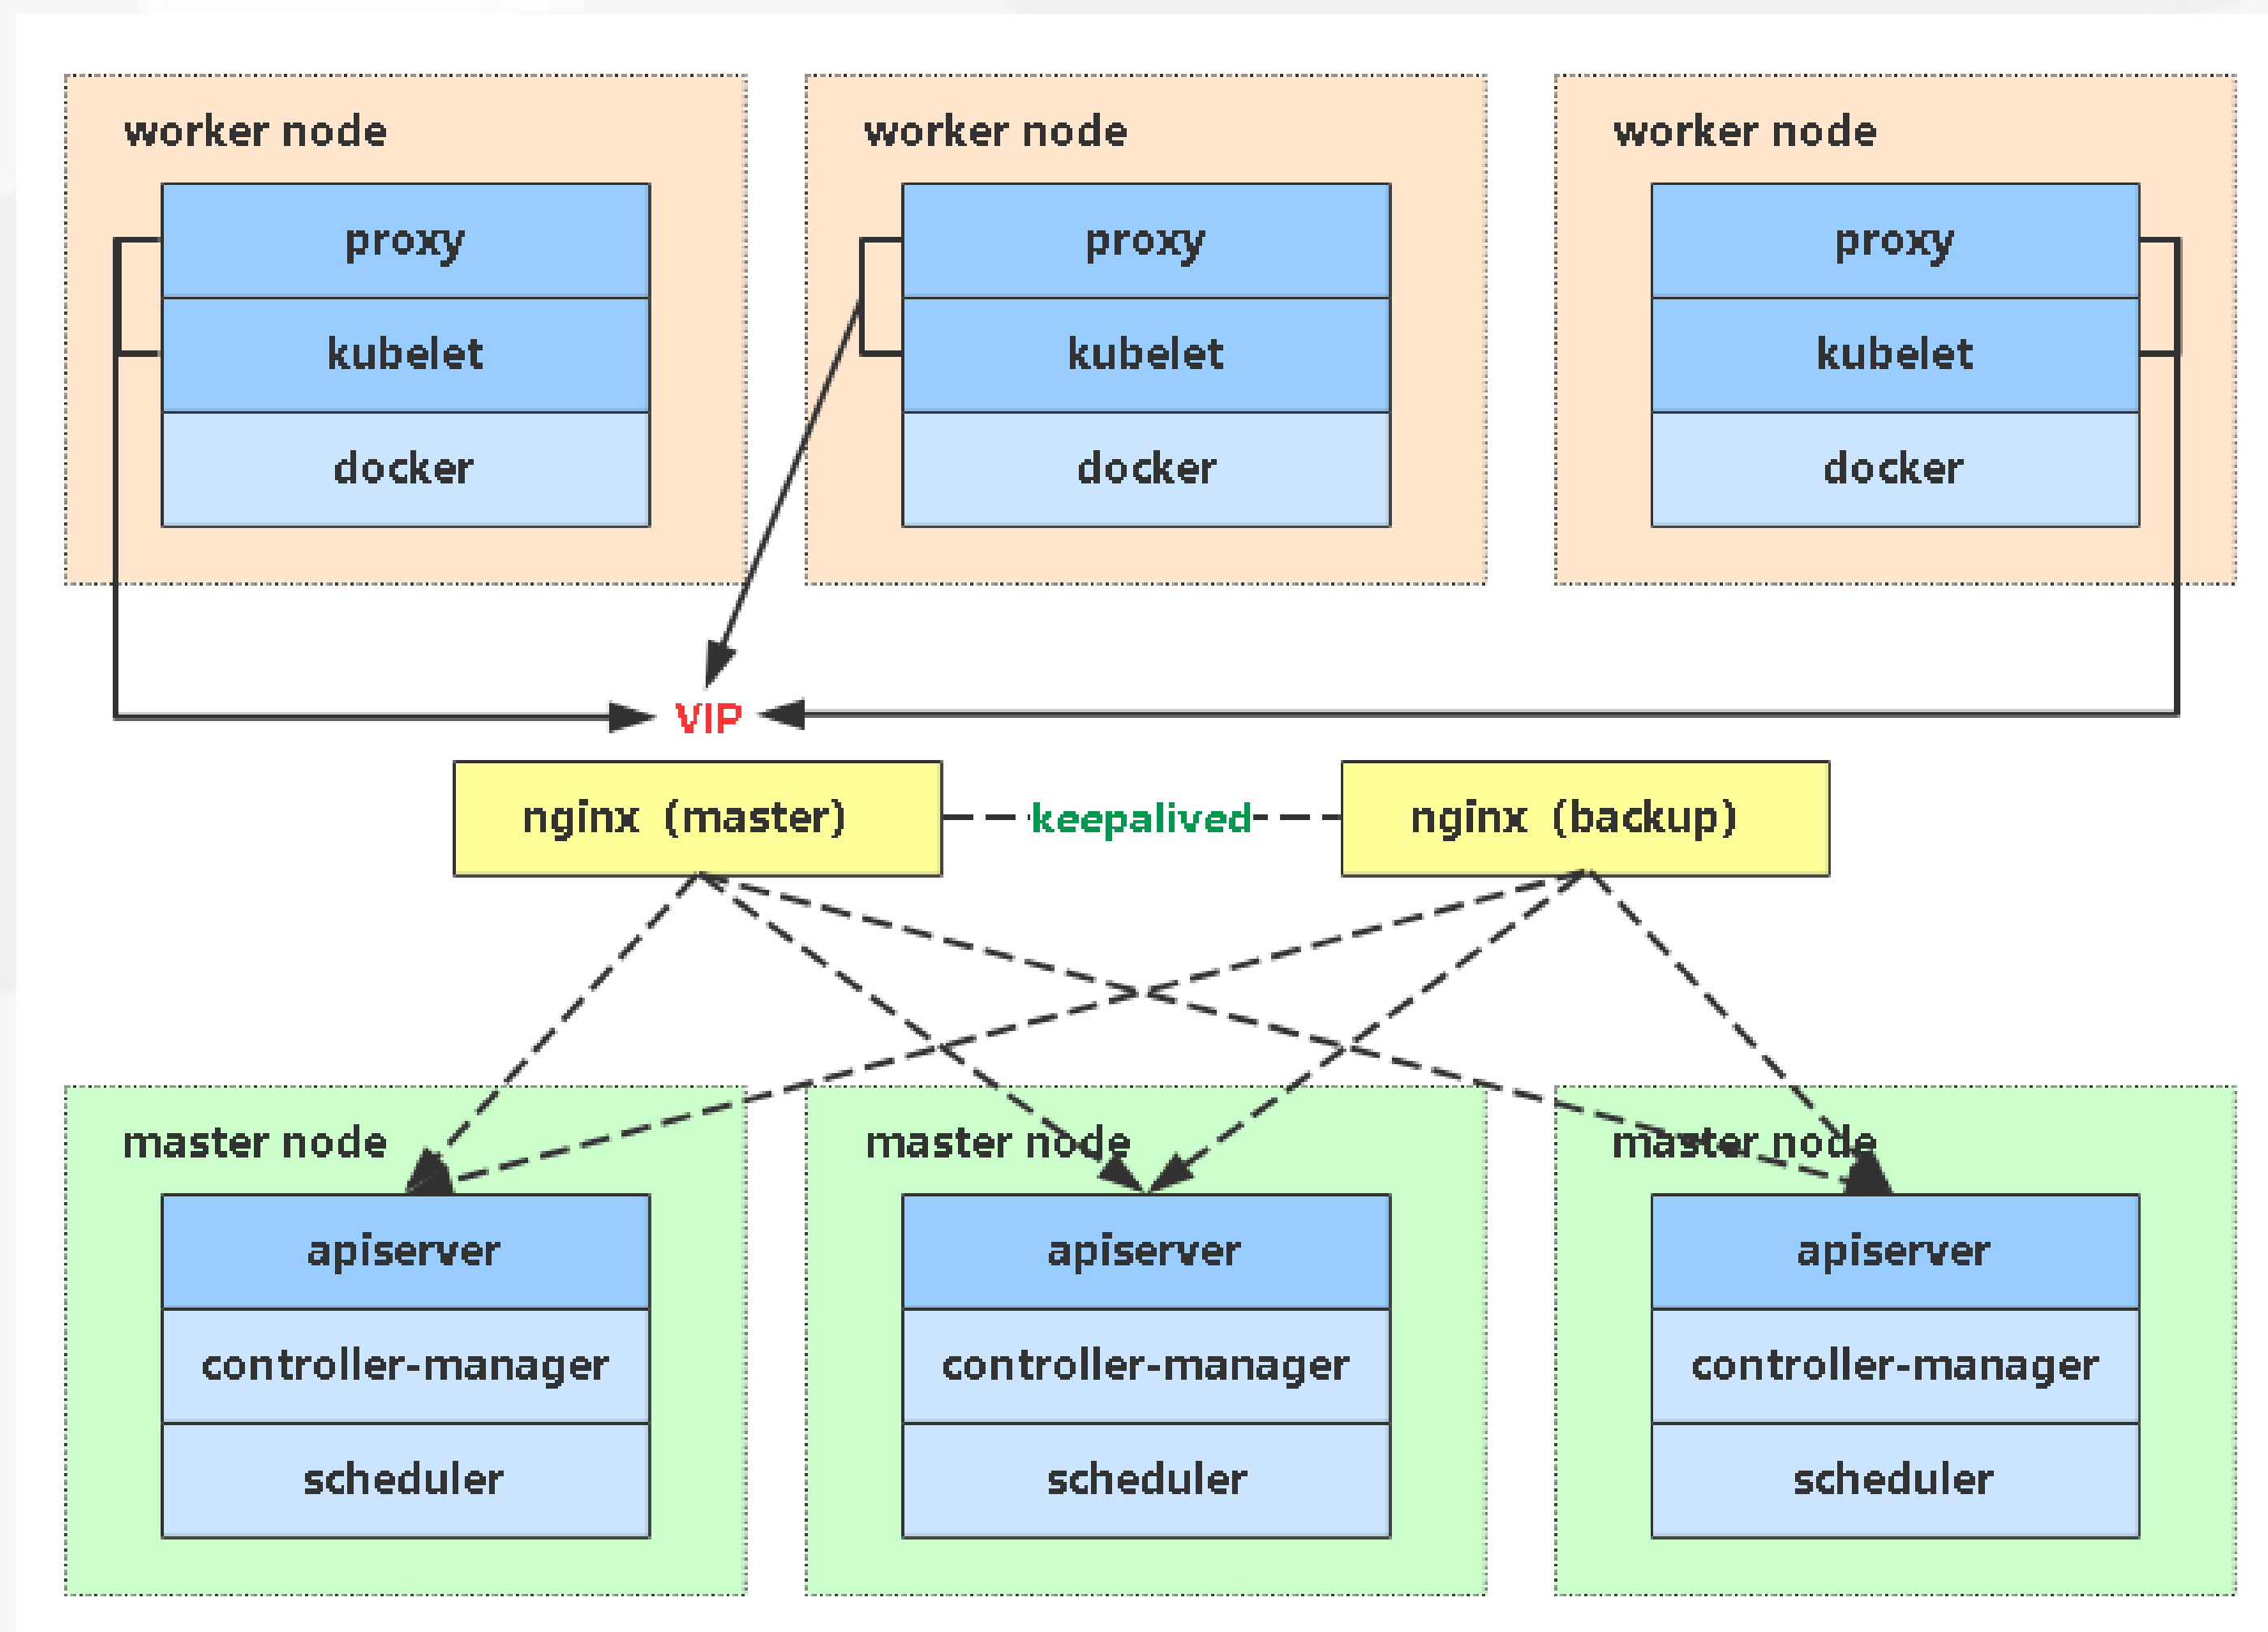 worker node
proxy
kubelet
docker
worker node
proxy
kubelet
docker
worker node
proxy
kubelet
docker
VIP
nginx (master)
keepalived
nginx (backup)
master node
apiserver
controller-manager
scheduler
master node
apiserver
controller-manager
scheduler
master node
apiserver
controller-manager
scheduler